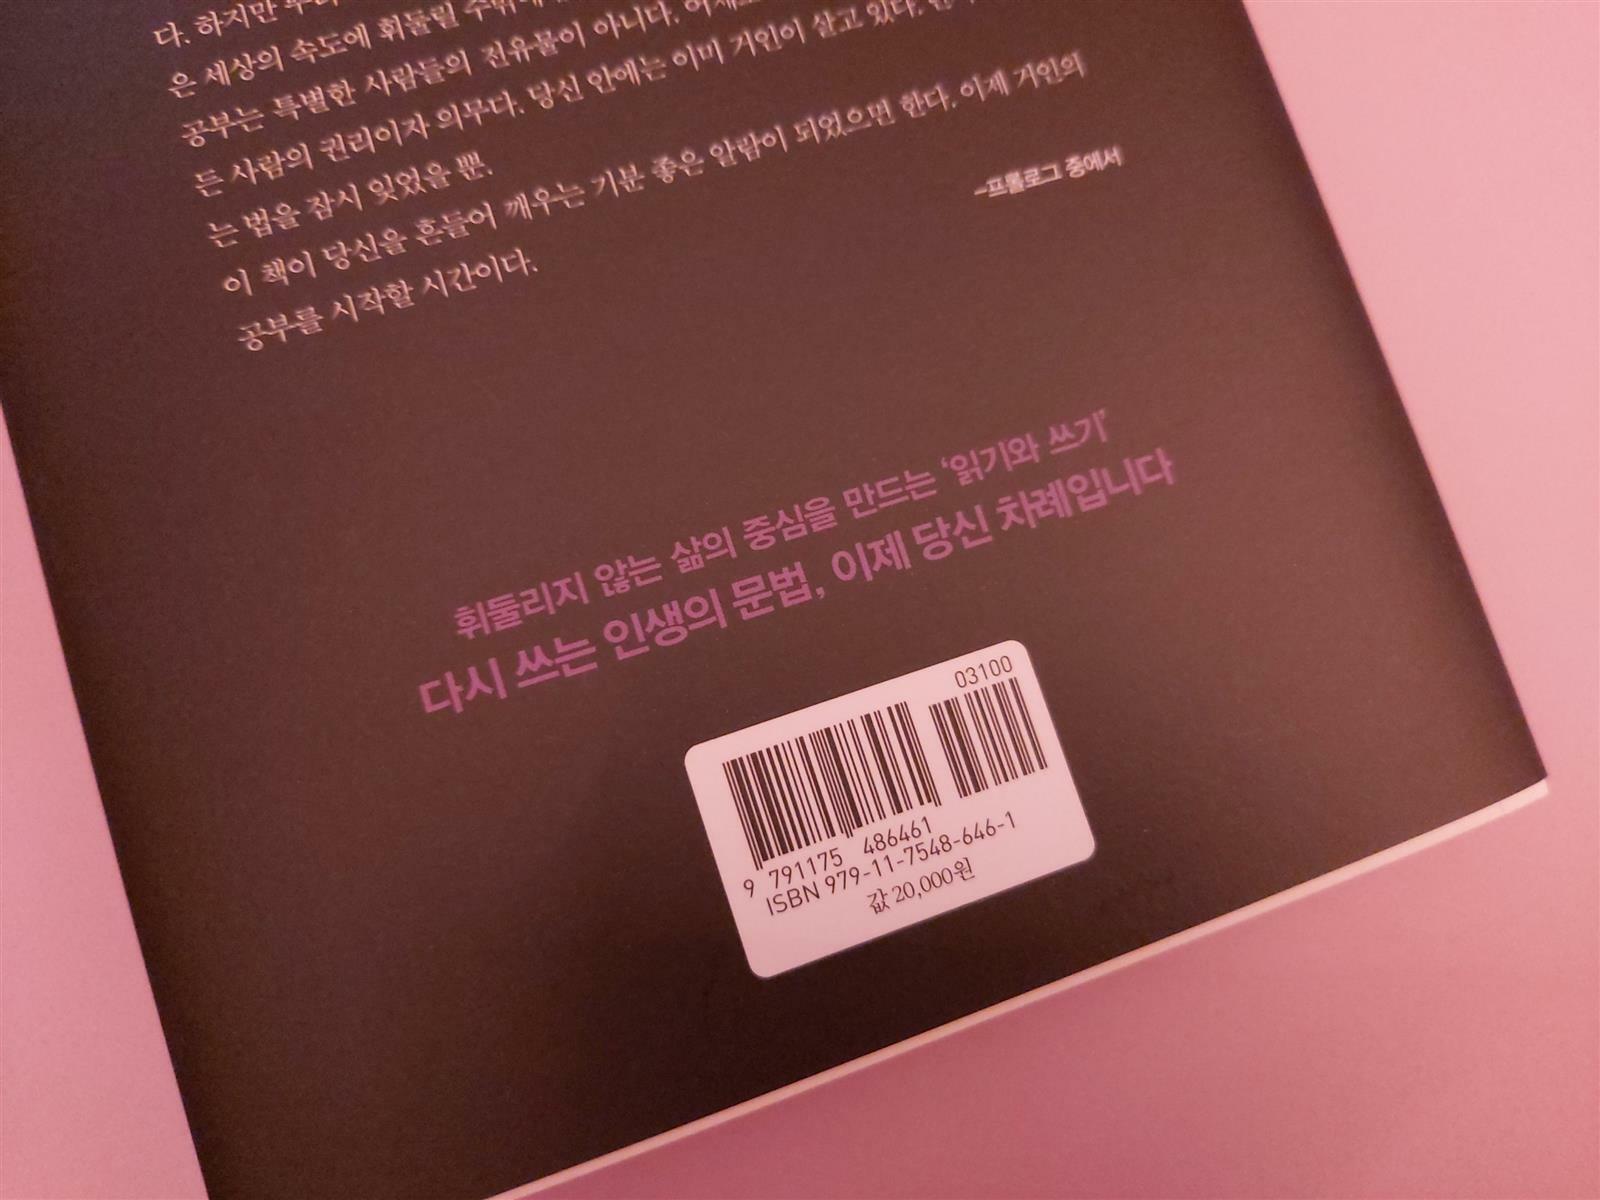 다. 하지만 우리
은 세상의 속도에 휘둘릴 수밖에
공부는 특별한 사람들의 전유물이 아니다.
든 사람의 권리이자 의무다. 당신 안에는 이미 거인이 살고 있다.
는 법을 잠시 잊었을 뿐.
이 책이 당신을 흔들어 깨우는 기분 좋은 알람이 되었으면 한다. 이제 거인의
공부를 시작할 시간이다.
–프롤로그 중에서
휘둘리지 않는 삶의 중심을 만드는 ‘읽기와 쓰기’
다시 쓰는 인생의 문법, 이제 당신 차례입니다
03100
9 791175 486461
ISBN 979-11-7548-646-1
값 20,000원